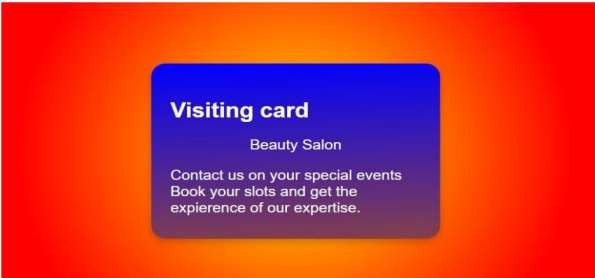 Visiting card
Beauty Salon
Contact us on your special events
Book your slots and get the
expierence of our expertise.